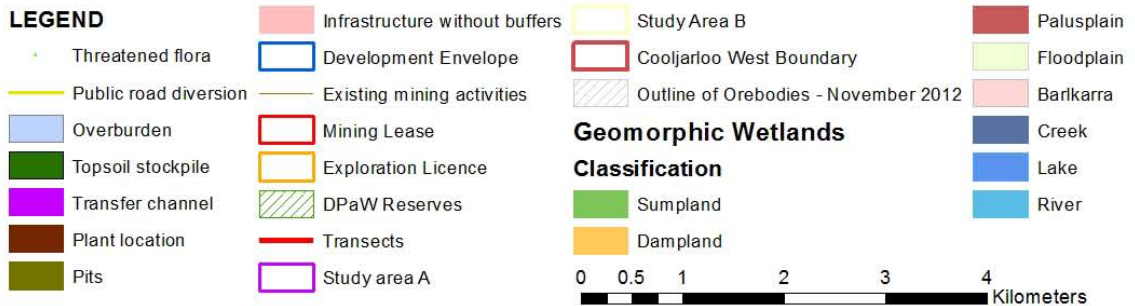 LEGEND
Threatened flora
Public road diversion
Overburden
Topsoil stockpile
Transfer channel
Plant location
Pits
Infrastructure without buffers
Development Envelope
Existing mining activities
Mining Lease
Exploration Licence
DPaW Reserves
Transects
Study area A
Study Area B
Cooljarloo West Boundary
Outline of Orebodies - November 2012
Geomorphic Wetlands
Classification
Sumpland
Dampland
Palusplain
Floodplain
Barlkarra
Creek
Lake
River
0 0.5 1 2 3 4
Kilometers